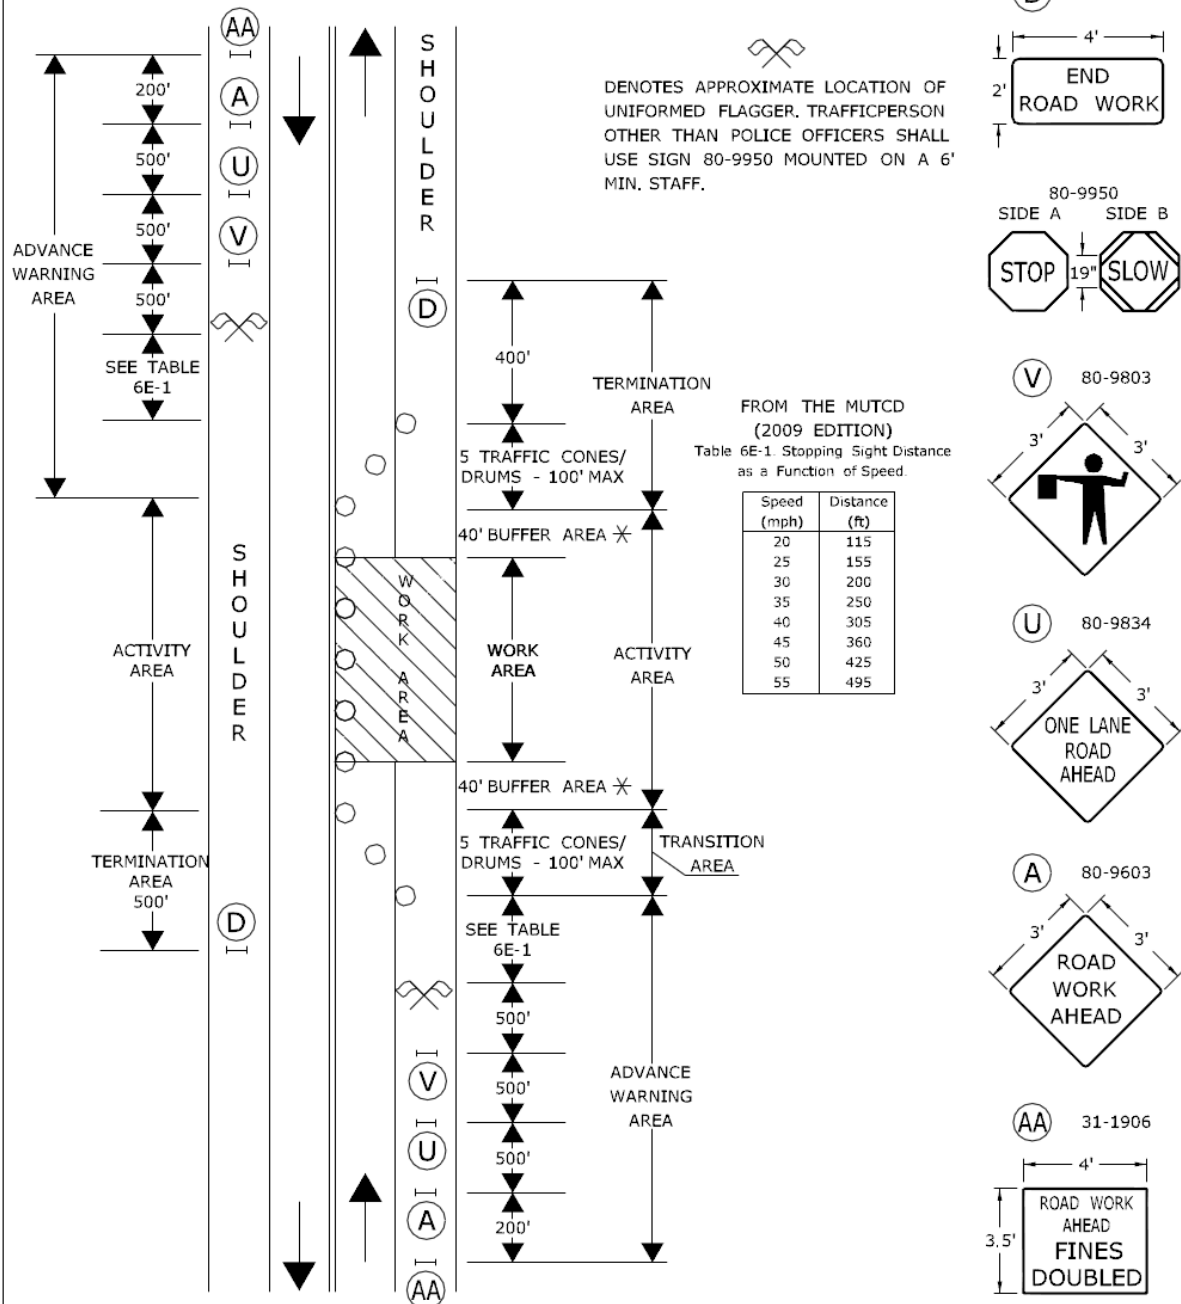 AA
200'
A
500'
U
500'
V
500'
ADVANCE
WARNING
AREA
SEE TABLE
6E-1
SHOULDER
ACTIVITY
AREA
TERMINATION
AREA
500'
D
SHOULDER
D
400'
TERMINATION
AREA
5 TRAFFIC CONES/
DRUMS - 100' MAX
40' BUFFER AREA *
WORK AREA
WORK
AREA
ACTIVITY
AREA
40' BUFFER AREA *
5 TRAFFIC CONES/
DRUMS - 100' MAX
TRANSITION
AREA
SEE TABLE
6E-1
500'
V
500'
U
500'
A
200'
AA
ADVANCE
WARNING
AREA
DENOTES APPROXIMATE LOCATION OF
UNIFORMED FLAGGER. TRAFFICPERSON
OTHER THAN POLICE OFFICERS SHALL
USE SIGN 80-9950 MOUNTED ON A 6'
MIN. STAFF.
FROM THE MUTCD
(2009 EDITION)
Table 6E-1. Stopping Sight Distance
as a Function of Speed.
Speed Distance
(mph) (ft)
20 115
25 155
30 200
35 250
40 305
45 360
50 425
55 495
4'
2'
END
ROAD WORK
80-9950
SIDE A SIDE B
STOP 19" SLOW
V 80-9803
3' 3'
U 80-9834
3' 3'
ONE LANE
ROAD
AHEAD
A 80-9603
3' 3'
ROAD
WORK
AHEAD
AA 31-1906
4'
3.5'
ROAD WORK
AHEAD
FINES
DOUBLED